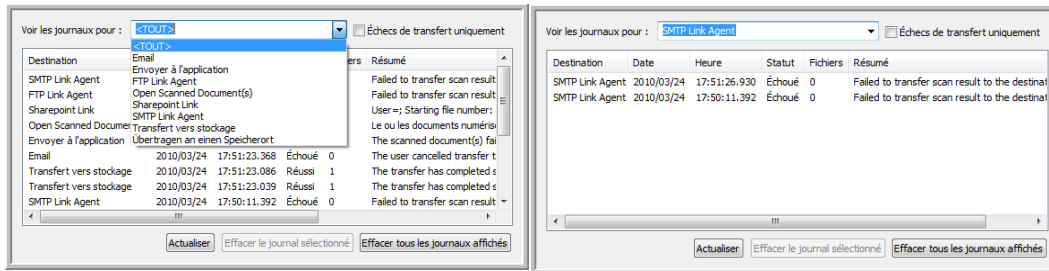 Voir les journaux pour : <TOUT> Échecs de transfert uniquement
<TOUT>
Email
Envoyer à l'application
FTP Link Agent
Open Scanned Document(s)
Sharepoint Link
SMTP Link Agent
Transfert vers stockage
Übertragen an einen Speicherort
Destination ers Résumé
SMTP Link Agent Failed to transfer scan result
FTP Link Agent Failed to transfer scan result
Sharepoint Link User=; Starting file number:
Open Scanned Documen Le ou les documents numéris
Envoyer à l'application The scanned document(s) fai
Email 2010/03/24 17:51:23.368 Échoué 0 The user cancelled transfer t
Transfert vers stockage 2010/03/24 17:51:23.086 Réussi 1 The transfer has completed s
Transfert vers stockage 2010/03/24 17:51:23.039 Réussi 1 The transfer has completed s
SMTP Link Agent 2010/03/24 17:50:11.392 Échoué 0 Failed to transfer scan result
Actualiser Effacer le journal sélectionné Effacer tous les journaux affichés
Voir les journaux pour : SMTP Link Agent Échecs de transfert uniquement
Destination Date Heure Statut Fichiers Résumé
SMTP Link Agent 2010/03/24 17:51:26.930 Échoué 0 Failed to transfer scan result to the destinat
SMTP Link Agent 2010/03/24 17:50:11.392 Échoué 0 Failed to transfer scan result to the destinat
Actualiser Effacer le journal sélectionné Effacer tous les journaux affichés